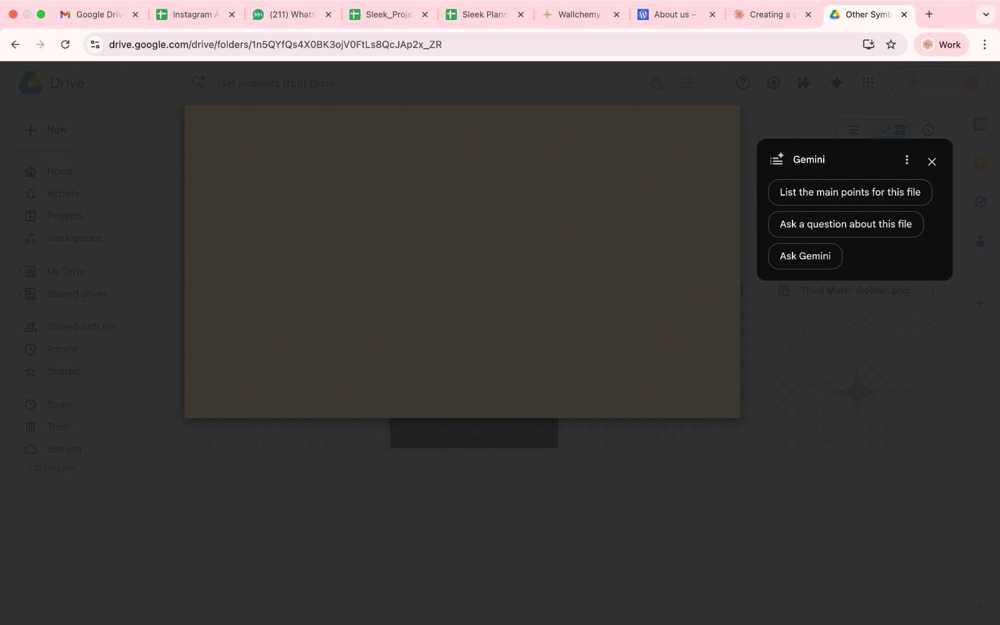 Google Driv
Instagram A
(211) Whats
Sleek_Proje
Sleek Plann
Wallchemy
About us –
Creating a c
Other Symb
drive.google.com/drive/folders/1n5QYfQs4X0BK3ojV0FtLs8QcJAp2x_ZR
Work
Drive
Get answers from Drive
NOVELTY
New
Home
Activity
Projects
Workspaces
My Drive
Shared drives
Shared with me
Recent
Starred
Spam
Trash
Storage
7.22 GB used
Gemini
List the main points for this file
Ask a question about this file
Ask Gemini
Third Mark- Golden.png